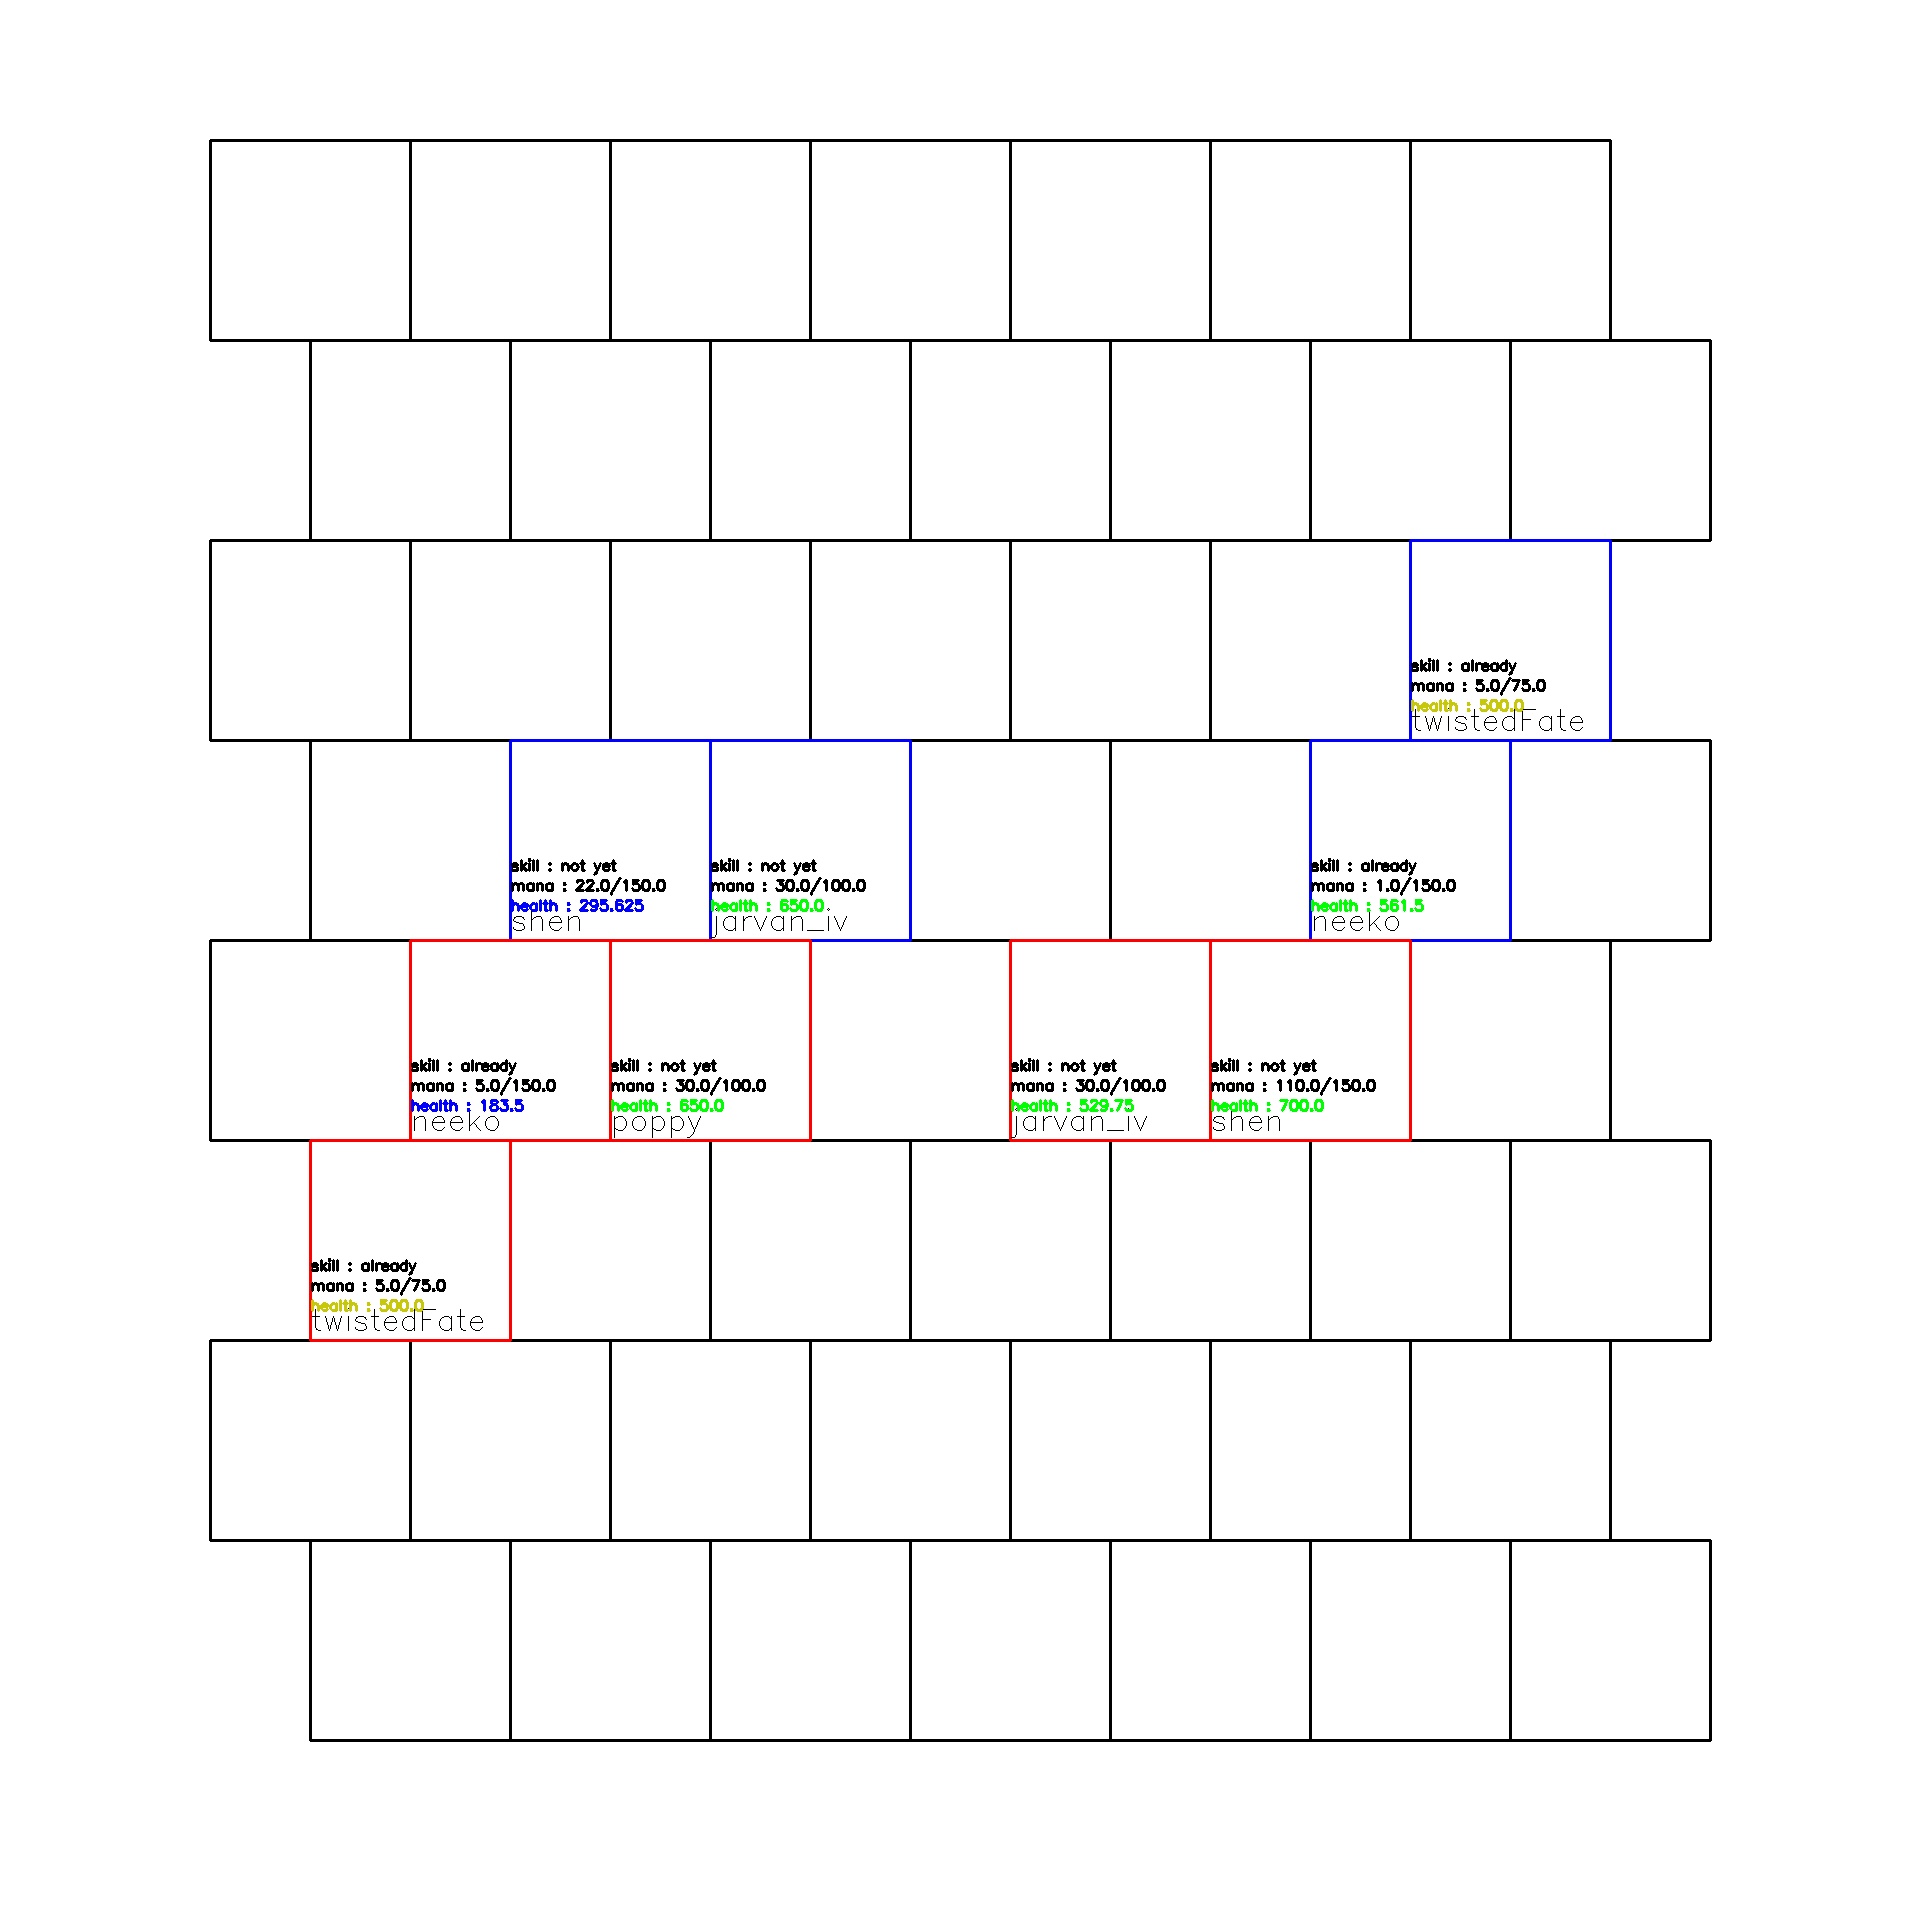 skill : already
mana : 5.0/75.0
health : 500.0
twistedFate
skill : not yet
mana : 22.0/150.0
health : 295.625
shen
skill : not yet
mana : 30.0/100.0
health : 650.0
jarvan_iv
skill : already
mana : 1.0/150.0
health : 561.5
neeko
skill : already
mana : 5.0/150.0
health : 183.5
neeko
skill : not yet
mana : 30.0/100.0
health : 650.0
poppy
skill : not yet
mana : 30.0/100.0
health : 529.75
jarvan_iv
skill : not yet
mana : 110.0/150.0
health : 700.0
shen
skill : already
mana : 5.0/75.0
health : 500.0
twistedFate